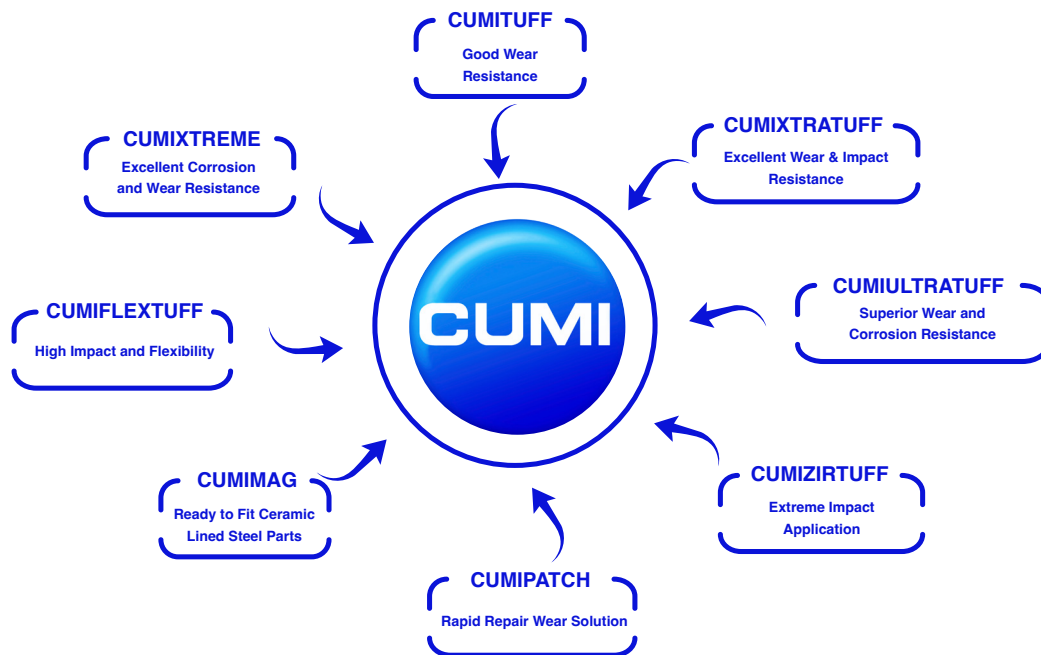 CUMITUFF
Good Wear
Resistance
CUMIXTREME
Excellent Corrosion
and Wear Resistance
CUMIXTRATUFF
Excellent Wear & Impact
Resistance
CUMIFLEXTUFF
High Impact and Flexibility
CUMI
CUMIULTRATUFF
Superior Wear and
Corrosion Resistance
CUMIMAG
Ready to Fit Ceramic
Lined Steel Parts
CUMIZIRTUFF
Extreme Impact
Application
CUMIPATCH
Rapid Repair Wear Solution